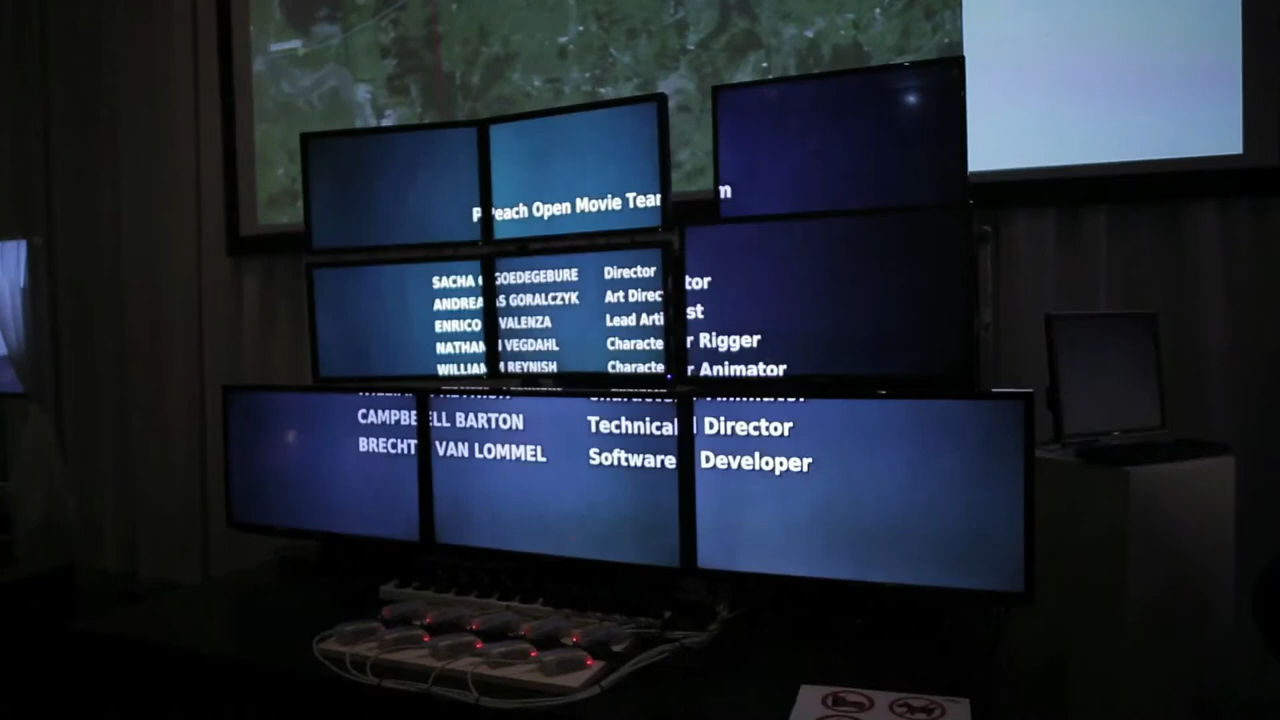 Peach Open Movie Team
SACHA GOEDEGEBURE Director
ANDREAS GORALCZYK Art Director
ENRICO VALENZA Lead Artist
NATHAN VEGDAHL Character Rigger
WILLIAM REYNISH Character Animator
CAMPBELL BARTON Technical Director
BRECHT VAN LOMMEL Software Developer